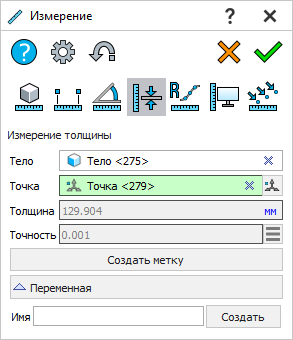 Измерение
?
?
R
Измерение толщины
Тело Тело <275>
Точка Точка <279>
Толщина 129.904 мм
Точность 0.001
Создать метку
Переменная
Имя Создать